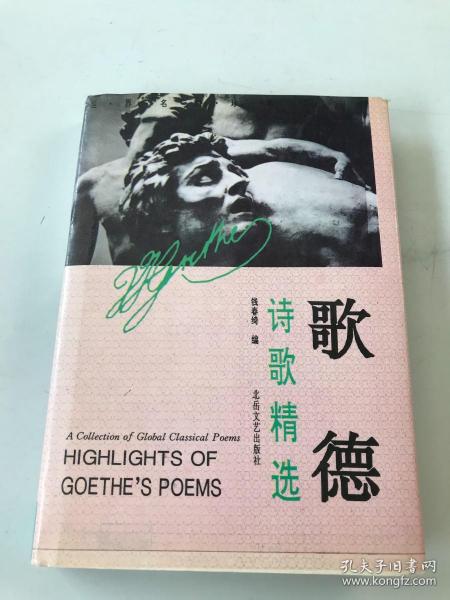 Goethe
歌德
诗歌精选
钱春绮 编
北岳文艺出版社
A Collection of Global Classical Poems
HIGHLIGHTS OF
GOETHE'S POEMS
孔夫子旧书网
www.kongfz.com